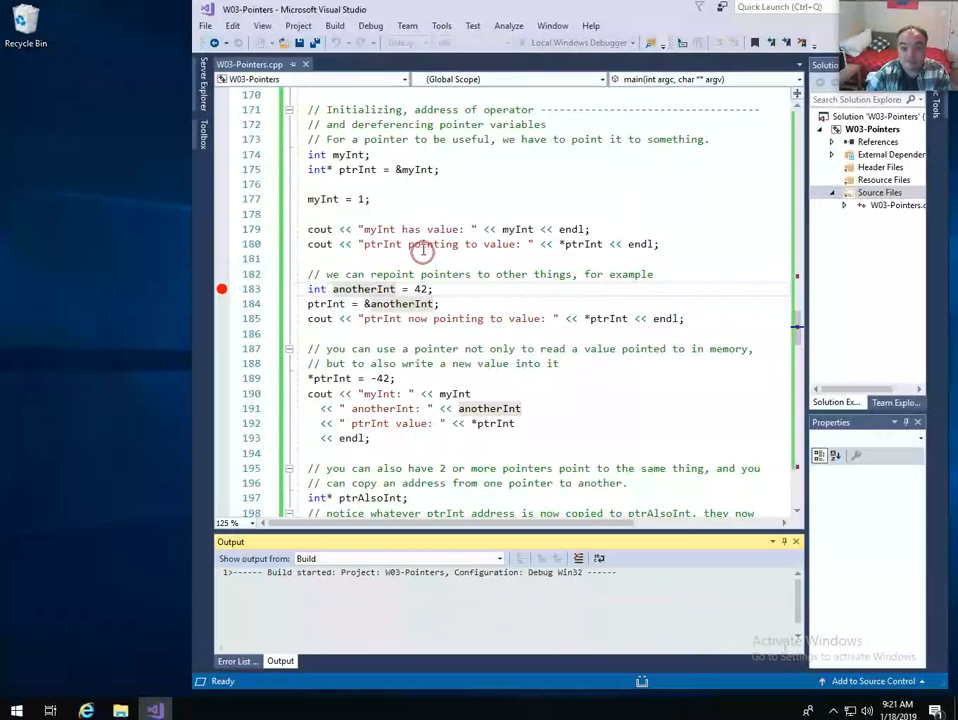 Recycle Bin
W03-Pointers - Microsoft Visual Studio
Quick Launch (Ctrl+Q)
File Edit View Project Build Debug Team Tools Test Analyze Window Help
Debug x86 Local Windows Debugger
W03-Pointers.cpp
W03-Pointers (Global Scope) main(int argc, char ** argv)
Server Explorer
Toolbox
170
171 // Initializing, address of operator -----------------------------------
172 // and dereferencing pointer variables
173 // For a pointer to be useful, we have to point it to something.
174 int myInt;
175 int* ptrInt = &myInt;
176
177 myInt = 1;
178
179 cout << "myInt has value: " << myInt << endl;
180 cout << "ptrInt pointing to value: " << *ptrInt << endl;
181
182 // we can repoint pointers to other things, for example
183 int anotherInt = 42;
184 ptrInt = &anotherInt;
185 cout << "ptrInt now pointing to value: " << *ptrInt << endl;
186
187 // you can use a pointer not only to read a value pointed to in memory,
188 // but to also write a new value into it
189 *ptrInt = -42;
190 cout << "myInt: " << myInt
191 << " anotherInt: " << anotherInt
192 << " ptrInt value: " << *ptrInt
193 << endl;
194
195 // you can also have 2 or more pointers point to the same thing, and you
196 // can copy an address from one pointer to another.
197 int* ptrAlsoInt;
198 // notice whatever ptrInt address is now copied to ptrAlsoInt. they now
125 %
Solutio
Search Solution Explorer
Solution 'W03-Pointers' (
W03-Pointers
References
External Depender
Header Files
Resource Files
Source Files
W03-Pointers.c
Solution Ex... Team Explo...
Properties
Output
Show output from: Build
1>------ Build started: Project: W03-Pointers, Configuration: Debug Win32 ------
Activate Windows
Go to Settings to activate Windows.
Error List ... Output
Ready
Add to Source Control
9:21 AM
1/18/2019